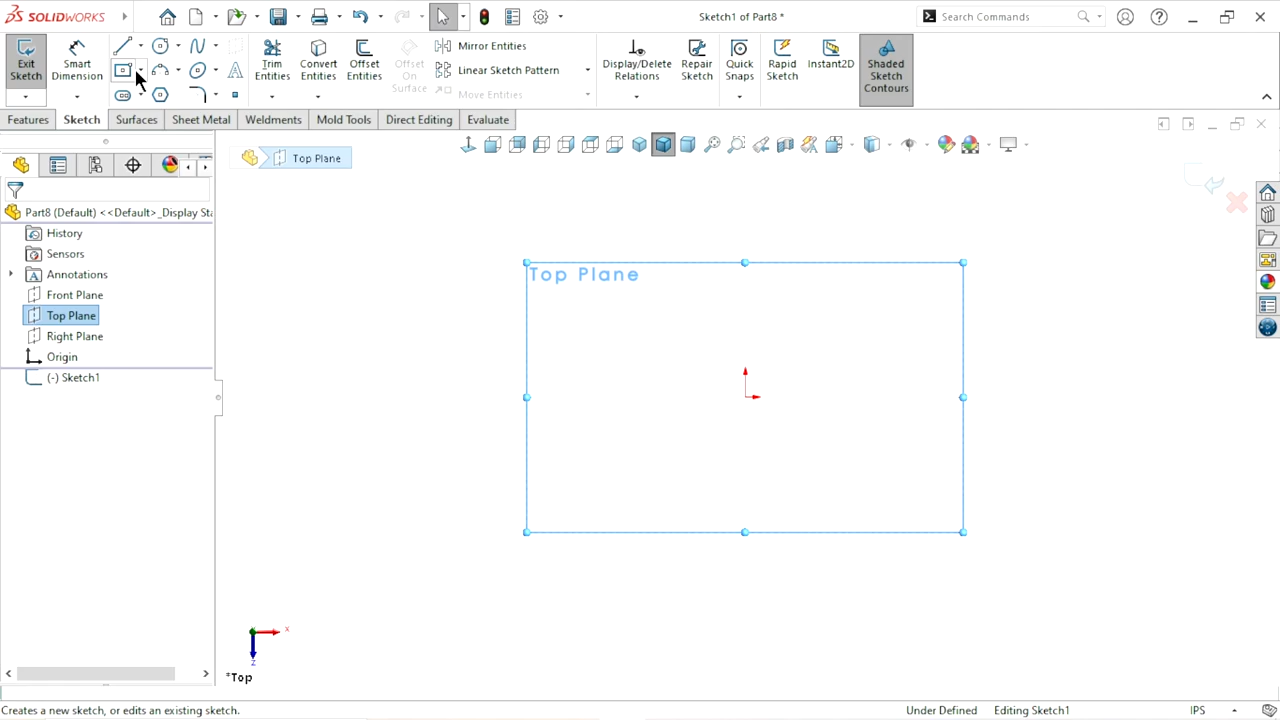 SOLIDWORKS
Sketch1 of Part8 *
Search Commands
Exit Sketch
Smart Dimension
Trim Entities
Convert Entities
Offset Entities
Offset On Surface
Mirror Entities
Linear Sketch Pattern
Move Entities
Display/Delete Relations
Repair Sketch
Quick Snaps
Rapid Sketch
Instant2D
Shaded Sketch Contours
Features
Sketch
Surfaces
Sheet Metal
Weldments
Mold Tools
Direct Editing
Evaluate
Top Plane
Part8 (Default) <<Default>_Display Sta
History
Sensors
Annotations
Front Plane
Top Plane
Right Plane
Origin
(-) Sketch1
Top Plane
X
Z
*Top
Creates a new sketch, or edits an existing sketch.
Under Defined
Editing Sketch1
IPS